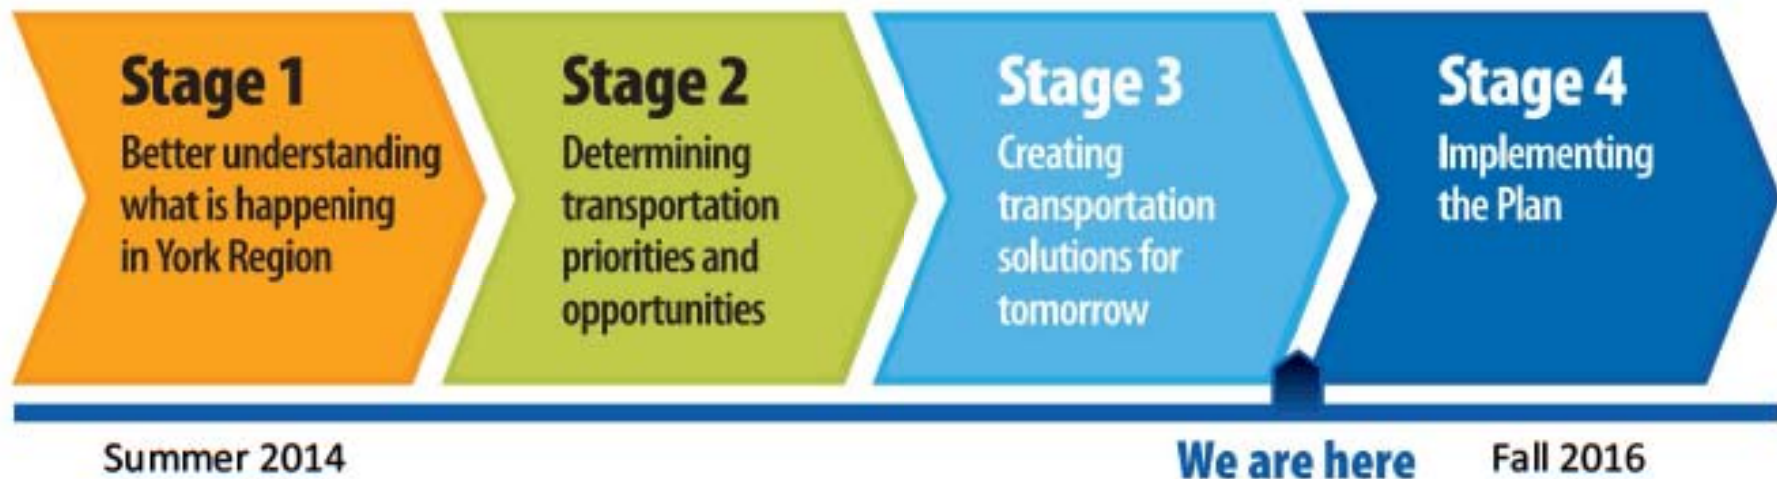 Stage 1
Better understanding
what is happening
in York Region
Stage 2
Determining
transportation
priorities and
opportunities
Stage 3
Creating
transportation
solutions for
tomorrow
Stage 4
Implementing
the Plan
Summer 2014
We are here
Fall 2016